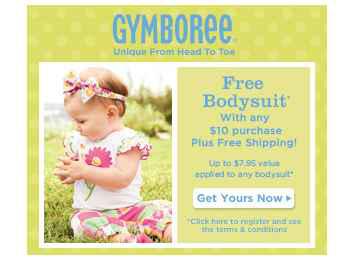 GYMBOREE
Unique From Head To Toe
Free
Bodysuit*
With any
$10 purchase
Plus Free Shipping!
Up to $7.95 value
applied to any bodysuit*
Get Yours Now
*Click here to register and see
the terms & conditions